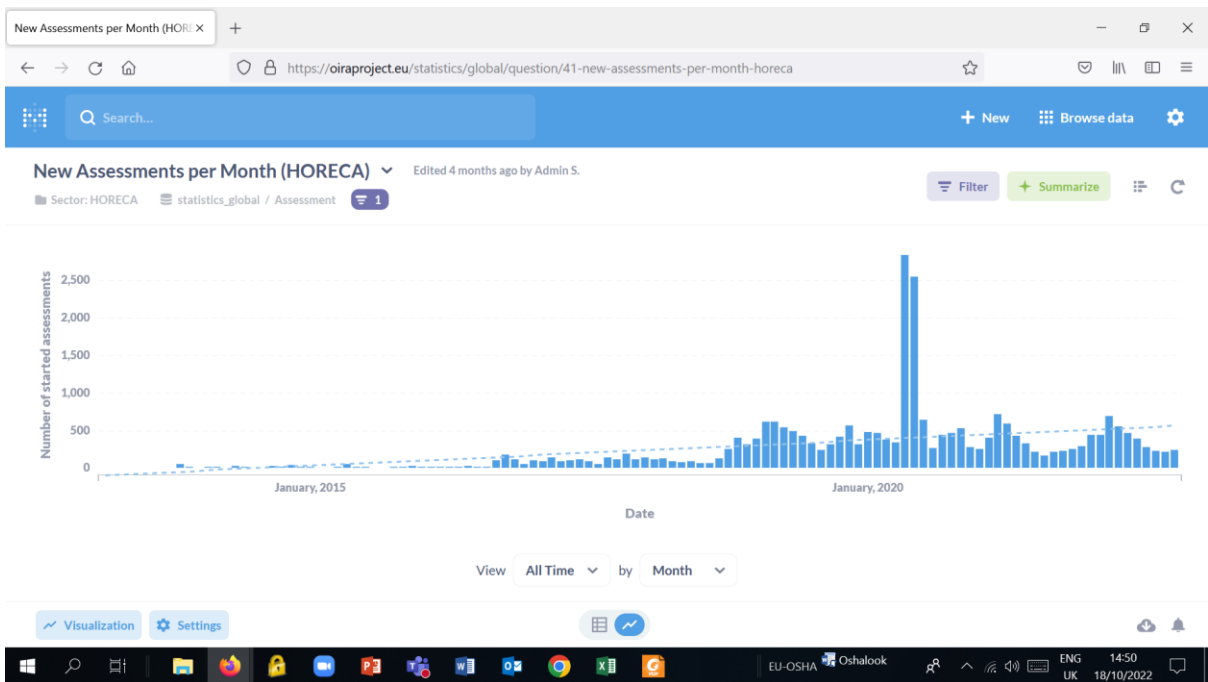 New Assessments per Month (HORE
https://oiraproject.eu/statistics/global/question/41-new-assessments-per-month-horeca
Search...
New
Browse data
New Assessments per Month (HORECA)
Edited 4 months ago by Admin S.
Filter
Summarize
Sector: HORECA
statistics_global / Assessment
1
Number of started assessments
2,500
2,000
1,500
1,000
500
0
January, 2015
January, 2020
Date
View
All Time
by
Month
Visualization
Settings
EU-OSHA
Oshalook
ENG
UK
14:50
18/10/2022